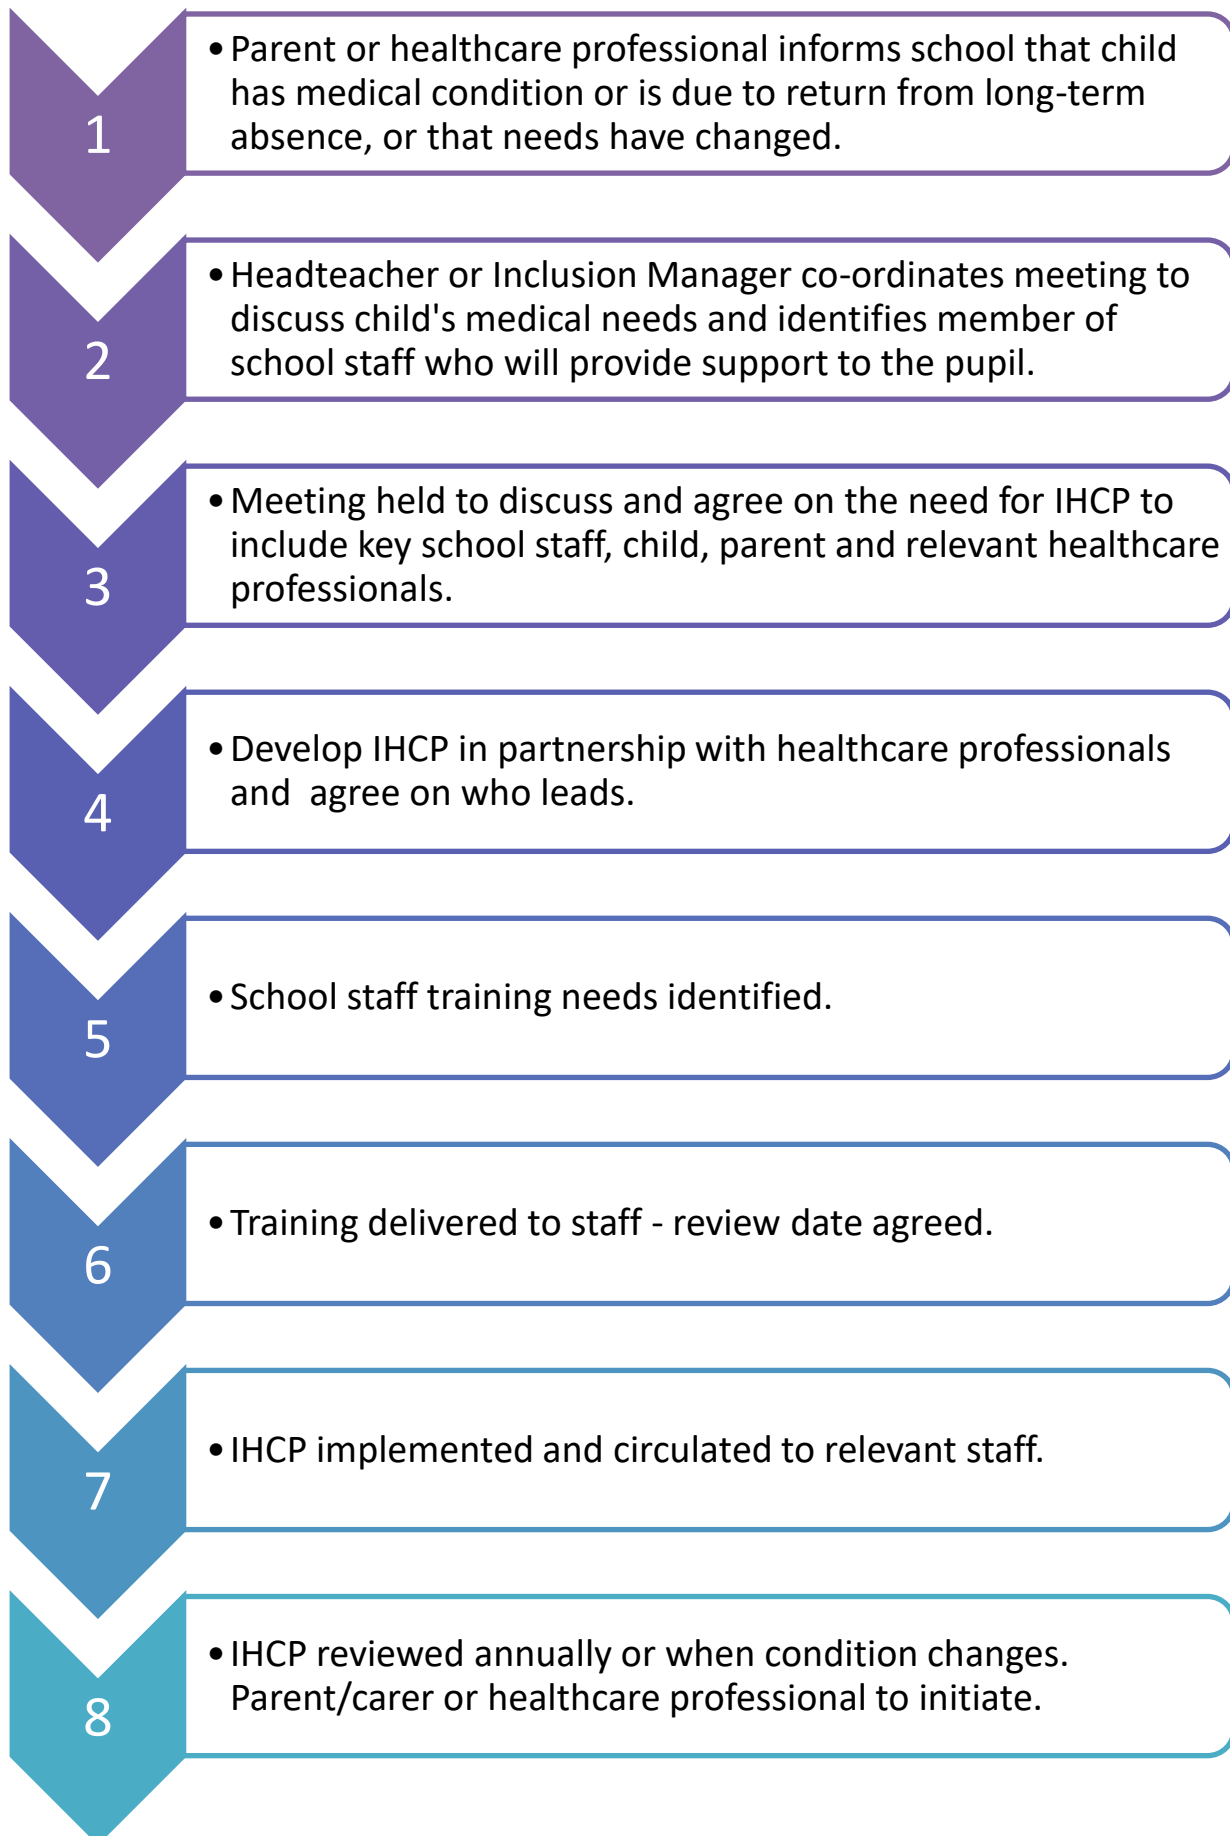 1
•Parent or healthcare professional informs school that child
has medical condition or is due to return from long-term
absence, or that needs have changed.
2
•Headteacher or Inclusion Manager co-ordinates meeting to
discuss child's medical needs and identifies member of
school staff who will provide support to the pupil.
3
•Meeting held to discuss and agree on the need for IHCP to
include key school staff, child, parent and relevant healthcare
professionals.
4
•Develop IHCP in partnership with healthcare professionals
and  agree on who leads.
5
•School staff training needs identified.
6
•Training delivered to staff - review date agreed.
7
•IHCP implemented and circulated to relevant staff.
8
•IHCP reviewed annually or when condition changes.
Parent/carer or healthcare professional to initiate.